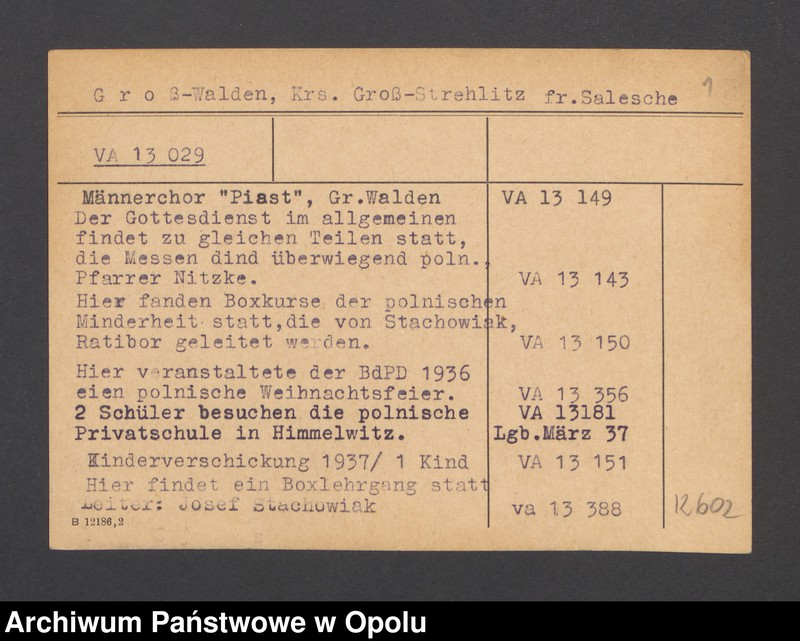 G r o ß-Walden, Krs. Groß-Strehlitz fr.Salesche 1
VA 13 029
Männerchor "Piast", Gr.Walden VA 13 149
Der Gottesdienst im allgemeinen
findet zu gleichen Teilen statt,
die Messen dind überwiegend poln.,
Pfarrer Nitzke. VA 13 143
Hier fanden Boxkurse der polnischen
Minderheit statt,die von Stachowiak,
Ratibor geleitet werden. VA 13 150
Hier veranstaltete der BdPD 1936
eien polnische Weihnachtsfeier. VA 13 356
2 Schüler besuchen die polnische VA 13181
Privatschule in Himmelwitz. Lgb.März 37
Kinderverschickung 1937/ 1 Kind VA 13 151
Hier findet ein Boxlehrgang statt
Leiter: Josef Stachowiak va 13 388
R602
B 12186,2
Archiwum Państwowe w Opolu